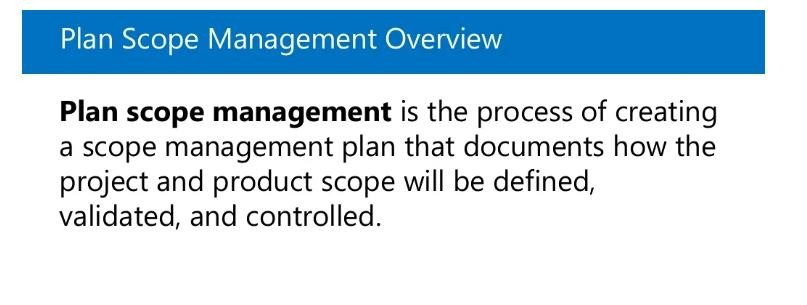 Plan Scope Management Overview
Plan scope management is the process of creating
a scope management plan that documents how the
project and product scope will be defined,
validated, and controlled.